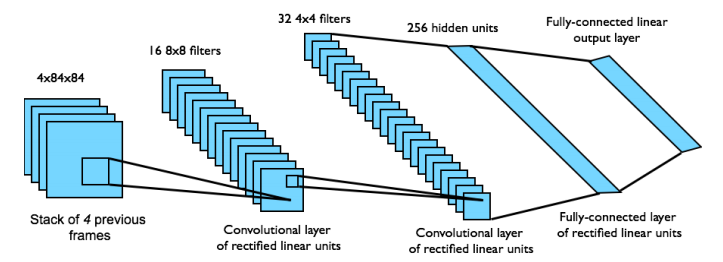 4x84x84
16 8x8 filters
32 4x4 filters
256 hidden units
Fully-connected linear
output layer
Stack of 4 previous
frames
Convolutional layer
of rectified linear units
Convolutional layer
of rectified linear units
Fully-connected layer
of rectified linear units